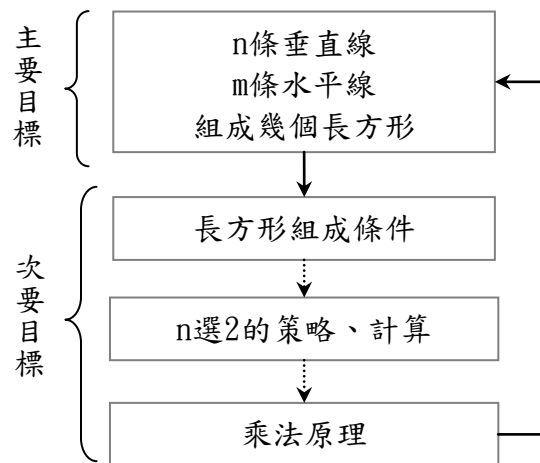 主要目標
n條垂直線
m條水平線
組成幾個長方形
次要目標
長方形組成條件
n選2的策略、計算
乘法原理